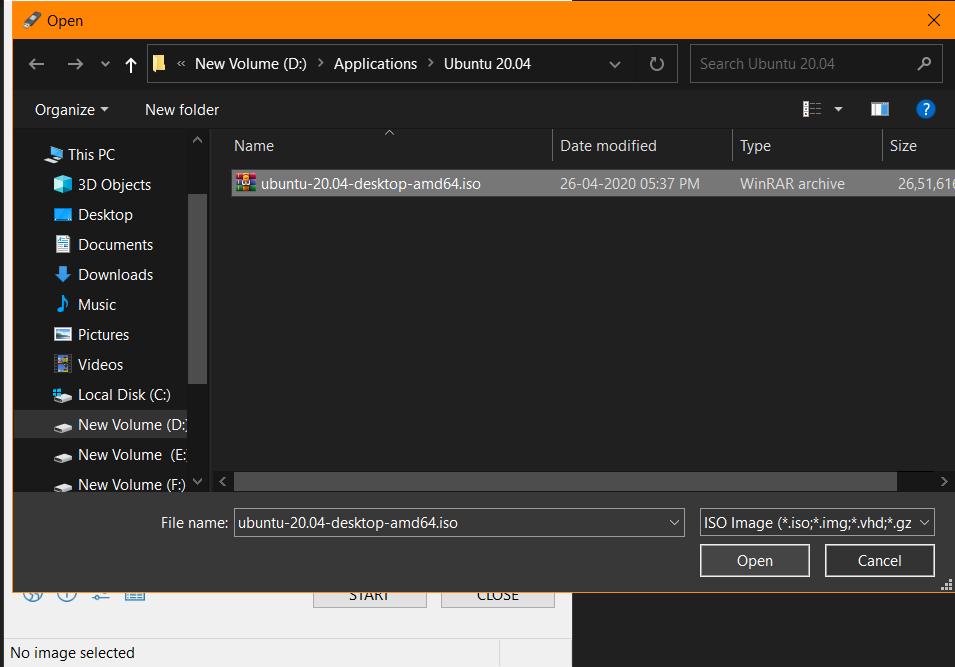 Open
« New Volume (D:) > Applications > Ubuntu 20.04
Search Ubuntu 20.04
Organize
New folder
?
Name
Date modified
Type
Size
ubuntu-20.04-desktop-amd64.iso 26-04-2020 05:37 PM WinRAR archive 26,51,616
This PC
3D Objects
Desktop
Documents
Downloads
Music
Pictures
Videos
Local Disk (C:)
New Volume (D:)
New Volume (E:
New Volume (F:)
File name: ubuntu-20.04-desktop-amd64.iso
ISO Image (*.iso;*.img;*.vhd;*.gz
Open
Cancel
START
CLOSE
No image selected